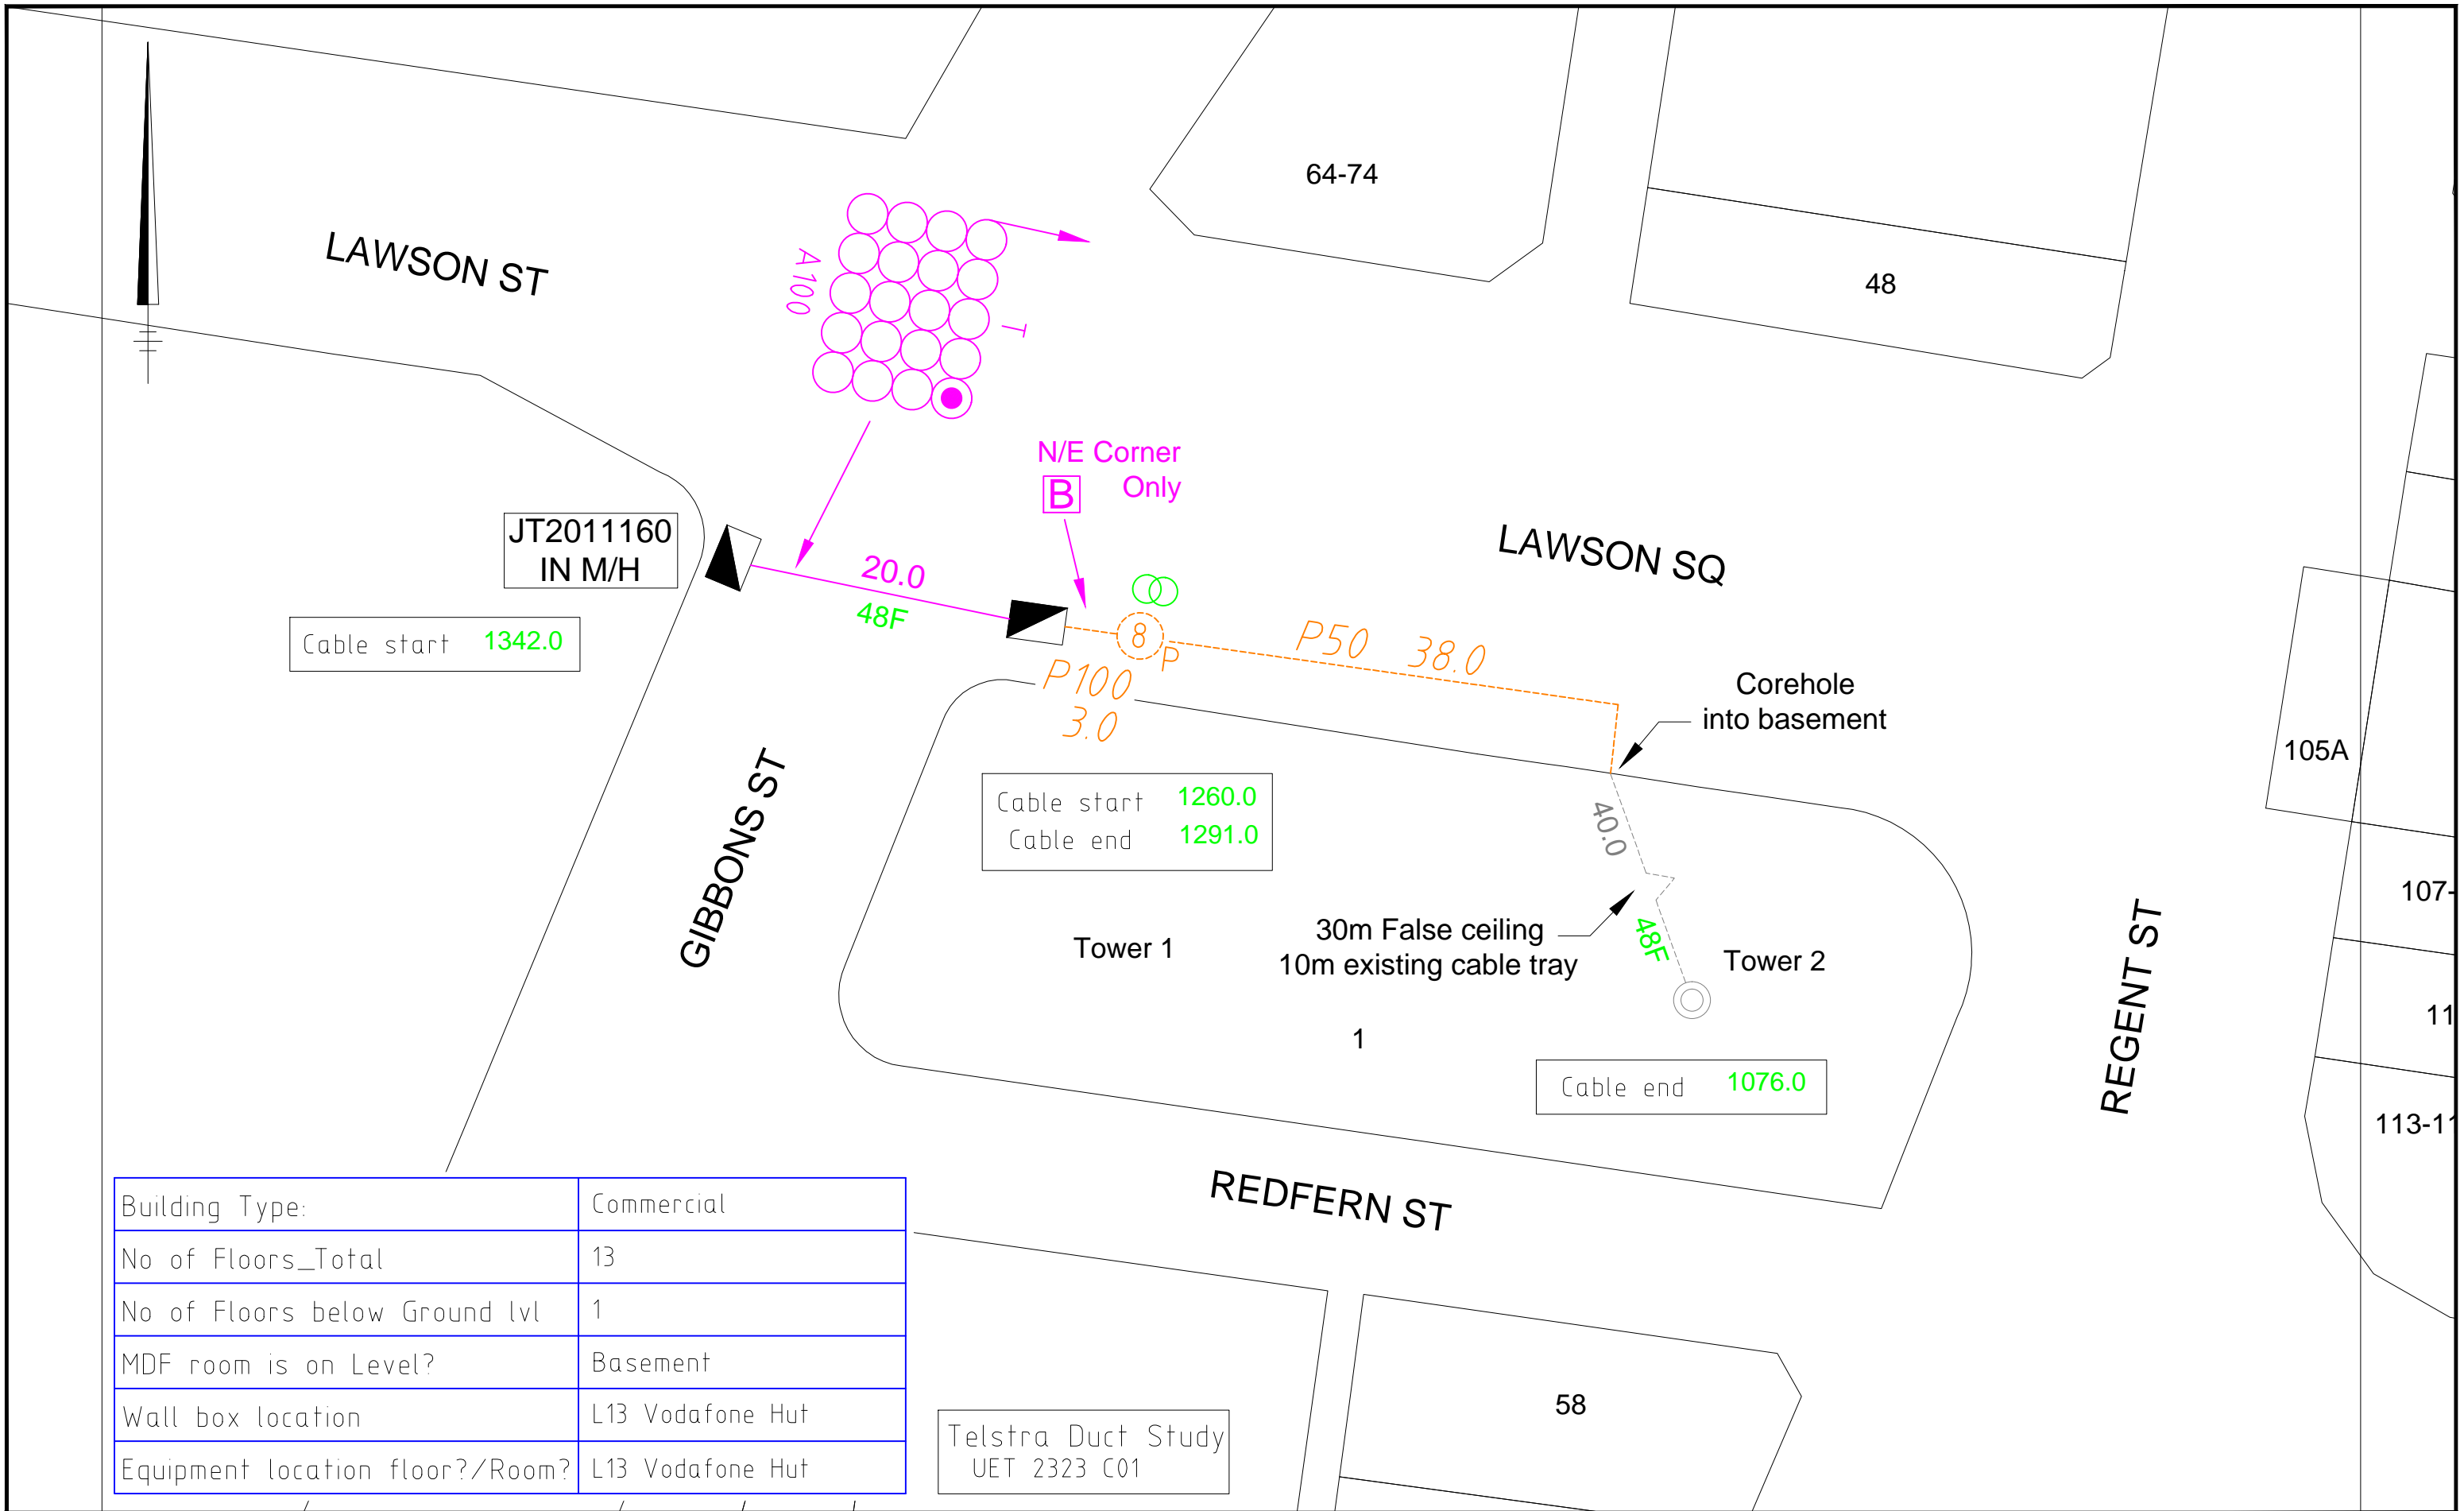 64-74
48
LAWSON ST
A100
T
N/E Corner
Only
B
JT2011160
IN M/H
20.0
48F
LAWSON SQ
Cable start 1342.0
8
P
P50 38.0
P100
3.0
Corehole
into basement
105A
Cable start 1260.0
Cable end 1291.0
40.0
GIBBONS ST
107-
30m False ceiling
10m existing cable tray
48F
Tower 1
Tower 2
REGENT ST
11
1
Cable end 1076.0
113-11
REDFERN ST
Building Type: Commercial
No of Floors_Total 13
No of Floors below Ground lvl 1
MDF room is on Level? Basement
Wall box location L13 Vodafone Hut
Equipment location floor?/Room? L13 Vodafone Hut
58
Telstra Duct Study
UET 2323 C01